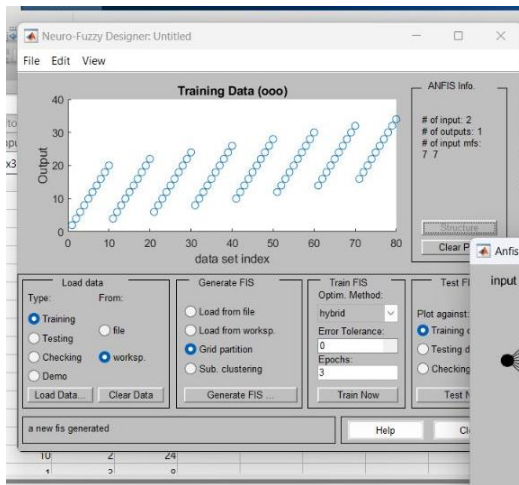 Neuro-Fuzzy Designer: Untitled
File Edit View
Training Data (ooo)
Output
40
30
20
10
0
0 10 20 30 40 50 60 70 80
data set index
ANFIS Info.
# of input: 2
# of outputs: 1
# of input mfs:
7 7
Structure
Clear P
Load data
Type: From:
Training
Testing
Checking
Demo
file
worksp.
Load Data... Clear Data
Generate FIS
Load from file
Load from worksp.
Grid partition
Sub. clustering
Generate FIS ...
Train FIS
Optim. Method:
hybrid
Error Tolerance:
0
Epochs:
3
Train Now
Test FI
Plot against:
Training d
Testing d
Checking
Test N
a new fis generated
Help Cl
Anfis
input
x3
10 2 24